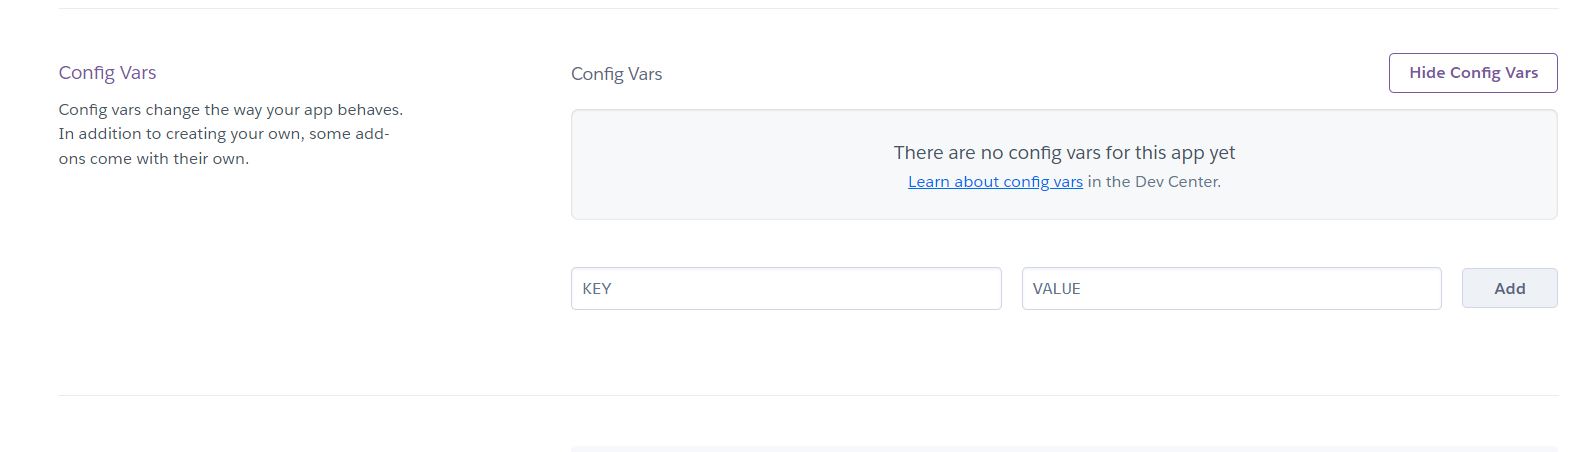 Config Vars
Config vars change the way your app behaves.
In addition to creating your own, some add-
ons come with their own.
Config Vars
Hide Config Vars
There are no config vars for this app yet
Learn about config vars in the Dev Center.
KEY
VALUE
Add